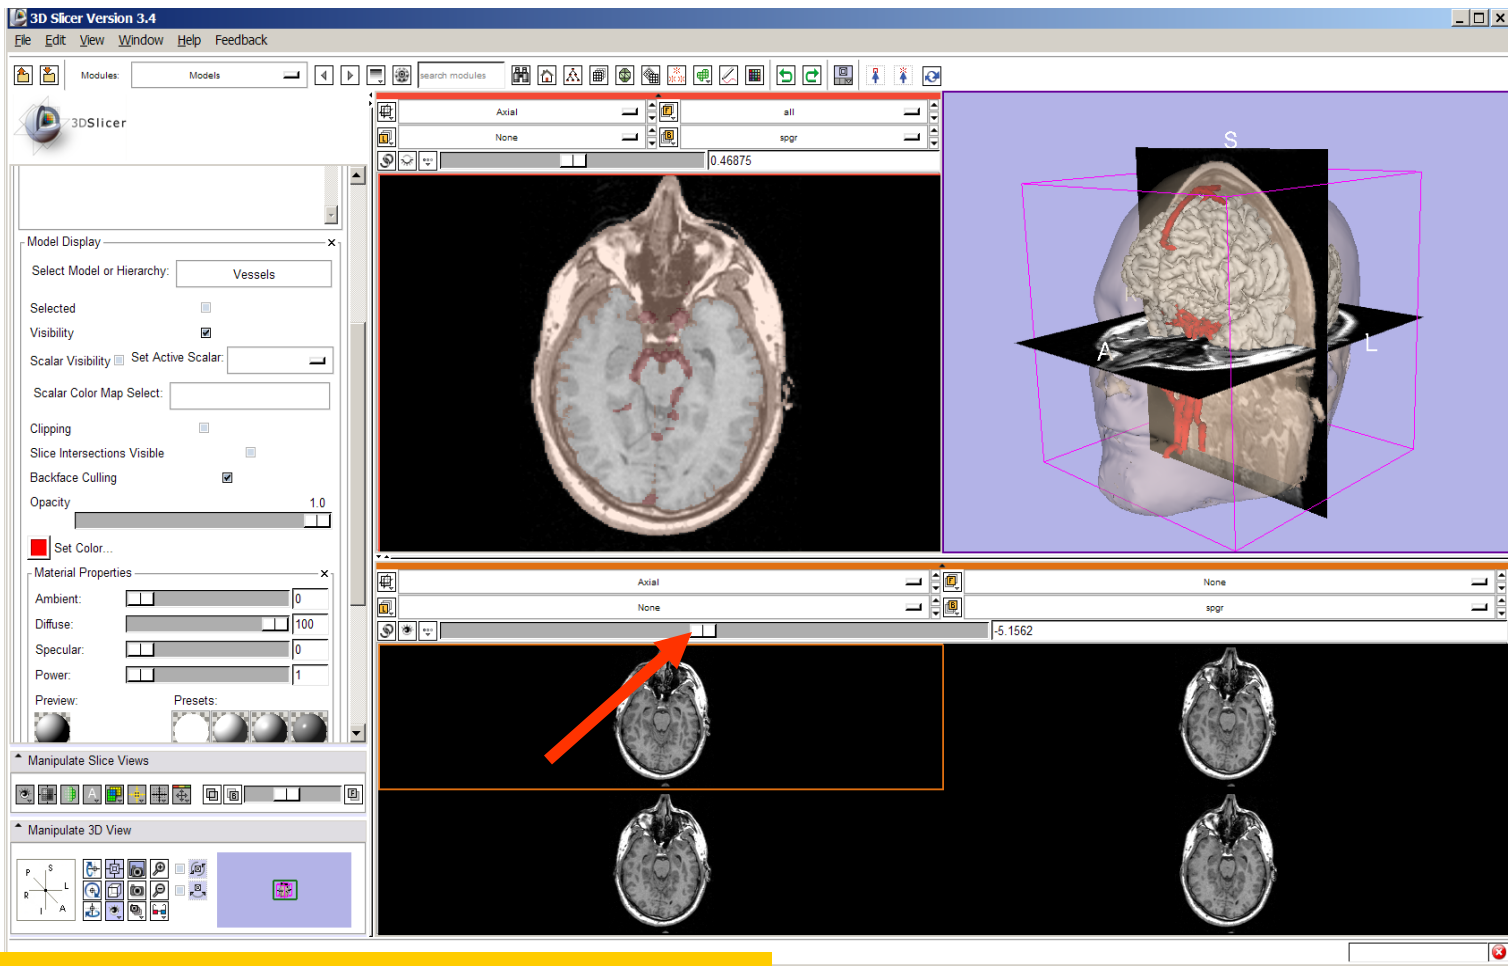 3D Slicer Version 3.4
File Edit View Window Help Feedback
Modules: Models search modules
3DSlicer
Axial all
None spgr
0.46875
S
A
L
Model Display
Select Model or Hierarchy: Vessels
Selected
Visibility
Scalar Visibility Set Active Scalar:
Scalar Color Map Select:
Clipping
Slice Intersections Visible
Backface Culling
Opacity 1.0
Set Color...
Material Properties
Ambient: 0
Diffuse: 100
Specular: 0
Power: 1
Preview: Presets:
Axial None
None spgr
-5.1562
Manipulate Slice Views
Manipulate 3D View
P S
R L
I A